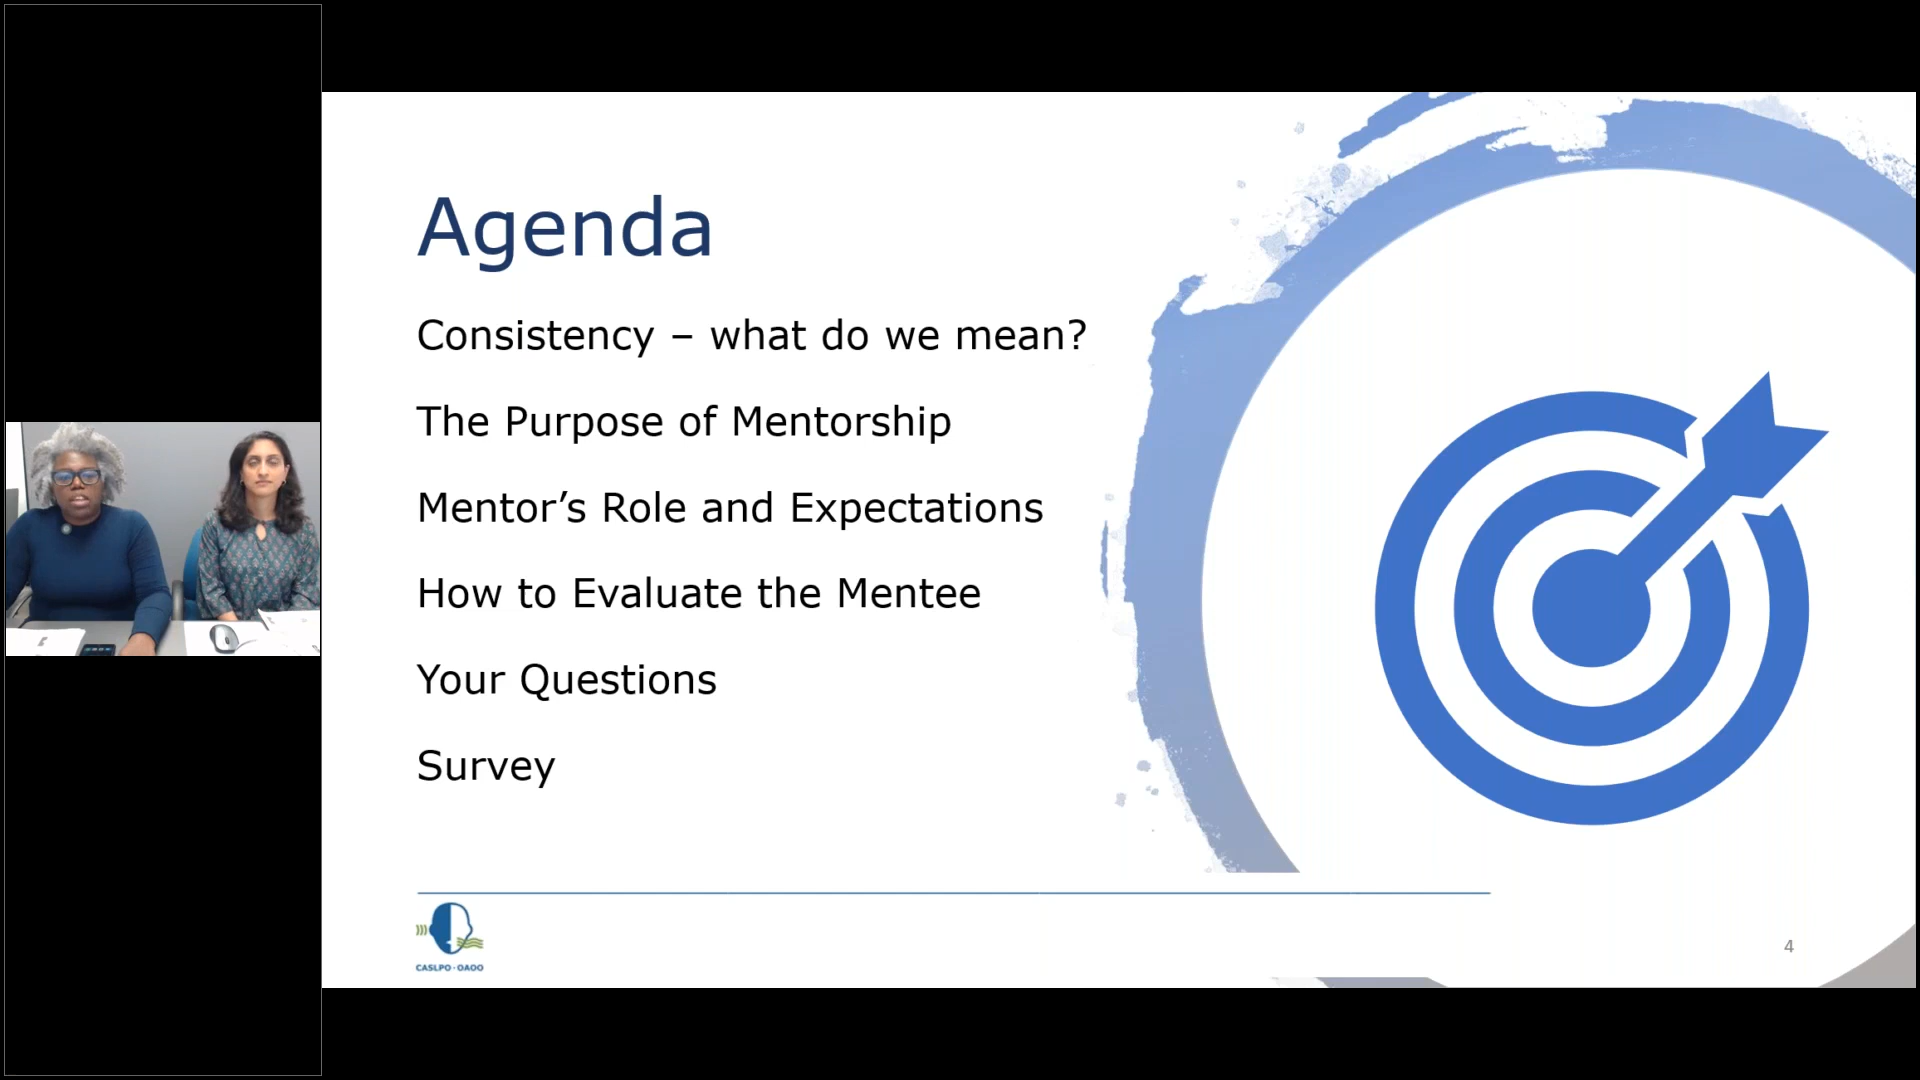 Agenda
Consistency – what do we mean?
The Purpose of Mentorship
Mentor’s Role and Expectations
How to Evaluate the Mentee
Your Questions
Survey
CASLPO·OAOO
4